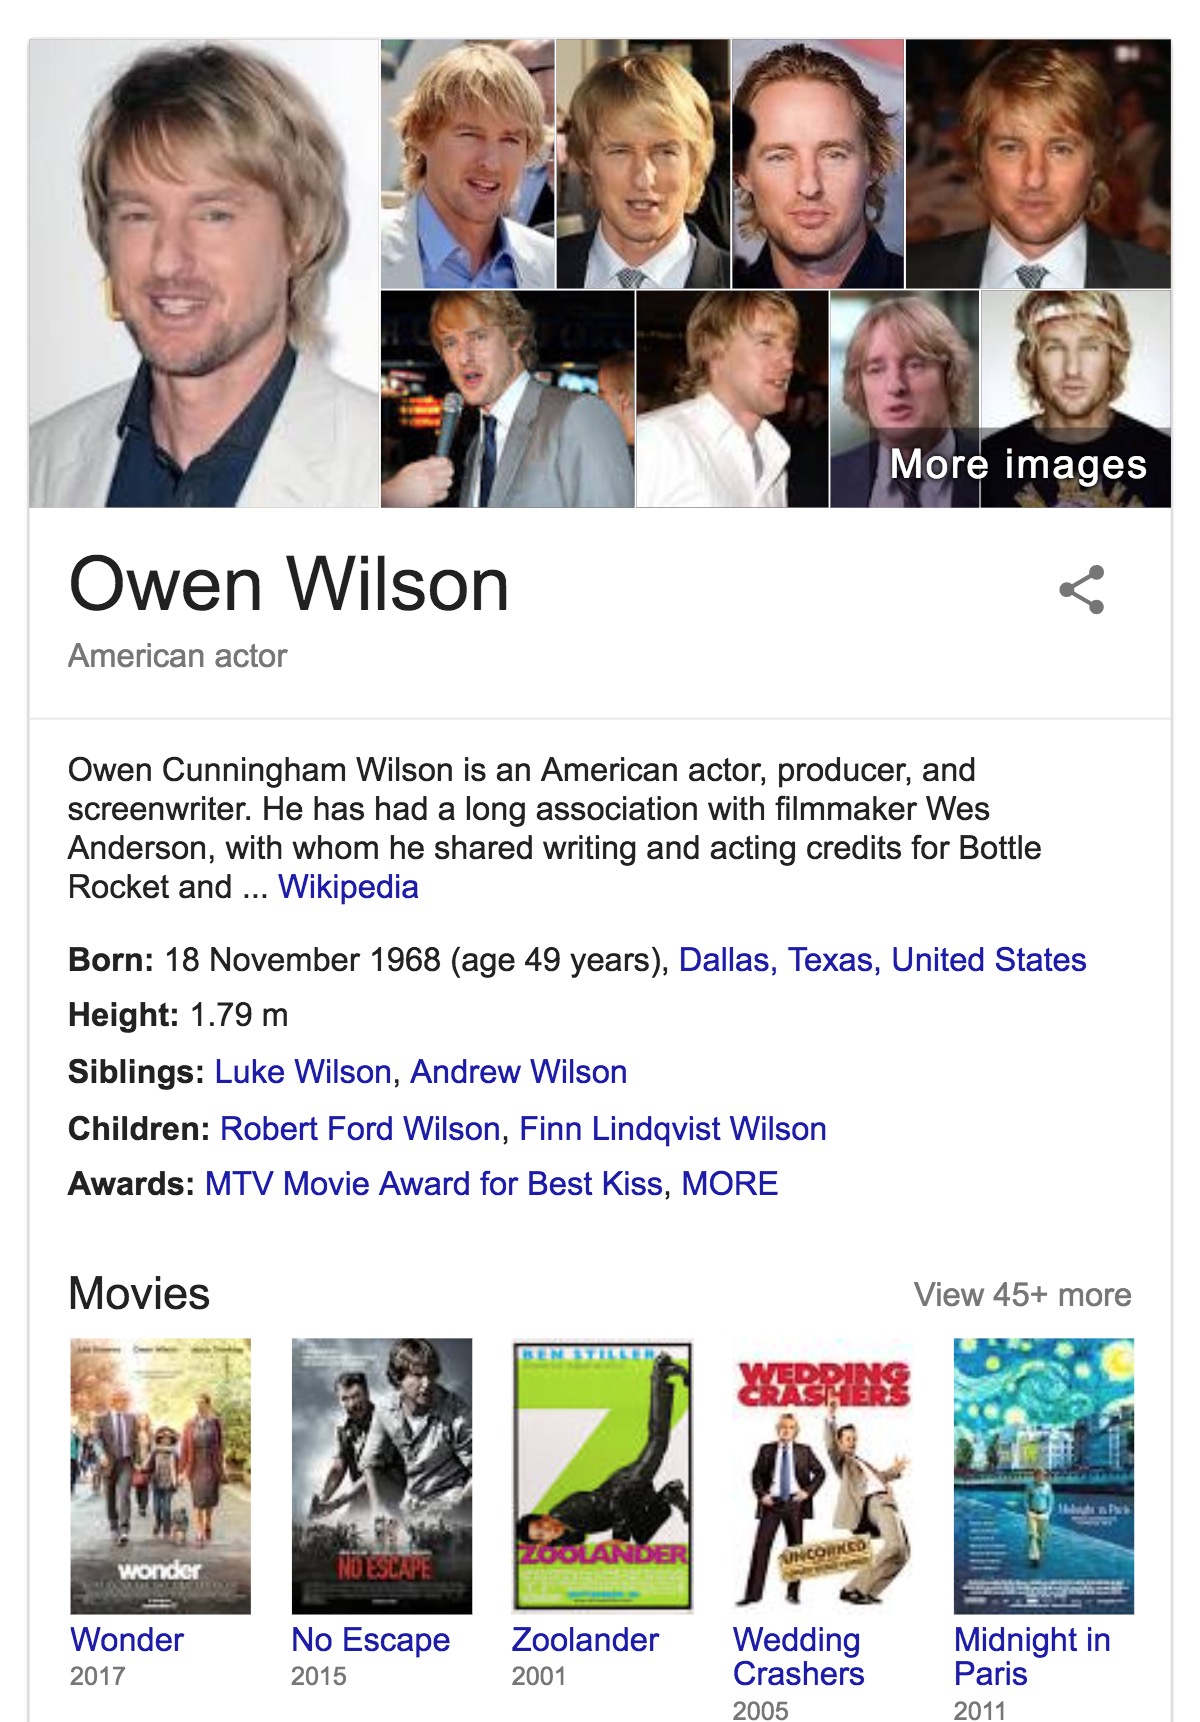 More images
Owen Wilson
American actor
Owen Cunningham Wilson is an American actor, producer, and
screenwriter. He has had a long association with filmmaker Wes
Anderson, with whom he shared writing and acting credits for Bottle
Rocket and ... Wikipedia
Born: 18 November 1968 (age 49 years), Dallas, Texas, United States
Height: 1.79 m
Siblings: Luke Wilson, Andrew Wilson
Children: Robert Ford Wilson, Finn Lindqvist Wilson
Awards: MTV Movie Award for Best Kiss, MORE
Movies
View 45+ more
wonder
NO ESCAPE
BEN STILLER
ZOOLANDER
WEDDING
CRASHERS
UNCORKED
Midnight in Paris
Wonder
2017
No Escape
2015
Zoolander
2001
Wedding
Crashers
2005
Midnight in
Paris
2011